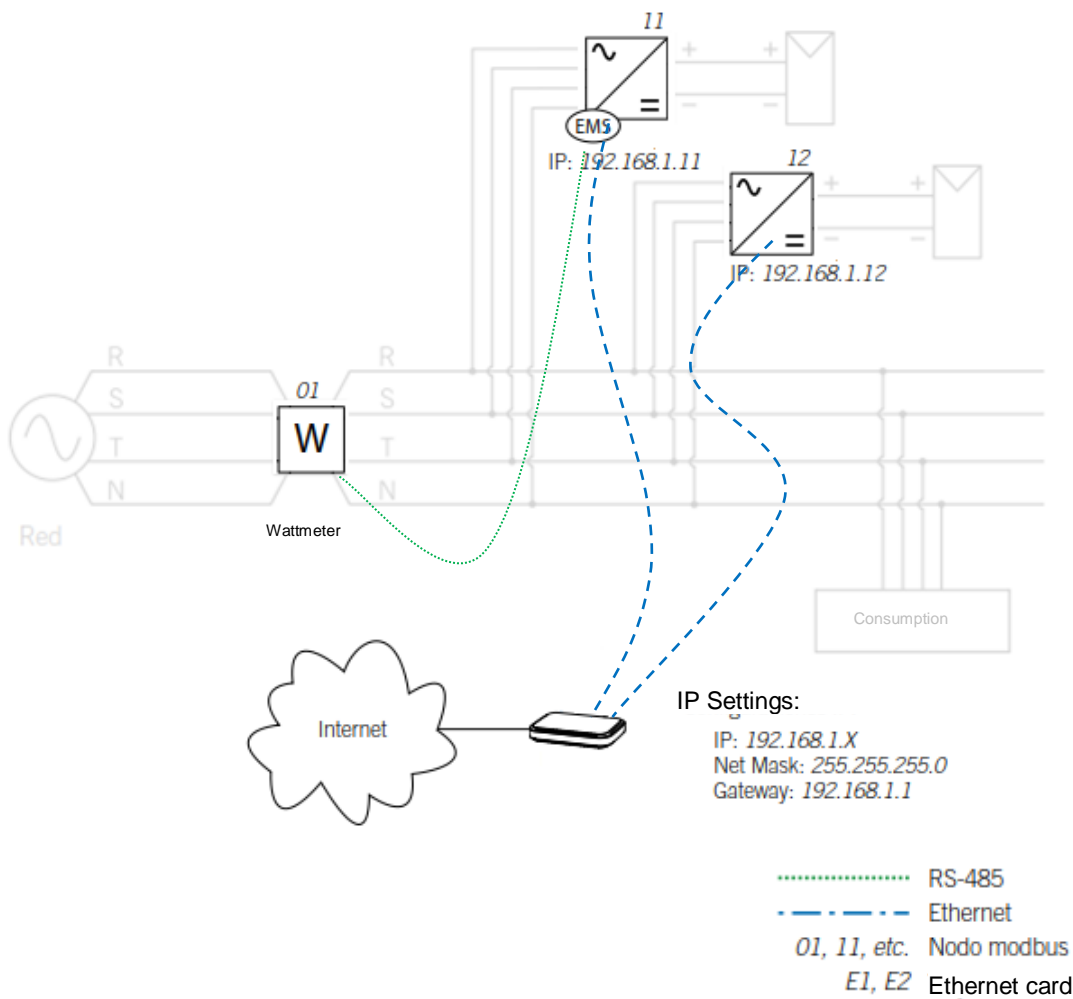 11
+ +
EMS
− −
IP: 192.168.1.11
12
+ +
− −
IP: 192.168.1.12
R R
01
S S
W
T T
N N
Red
Wattmeter
Consumption
Internet
IP Settings:
IP: 192.168.1.X
Net Mask: 255.255.255.0
Gateway: 192.168.1.1
RS-485
Ethernet
01, 11, etc. Nodo modbus
E1, E2 Ethernet card